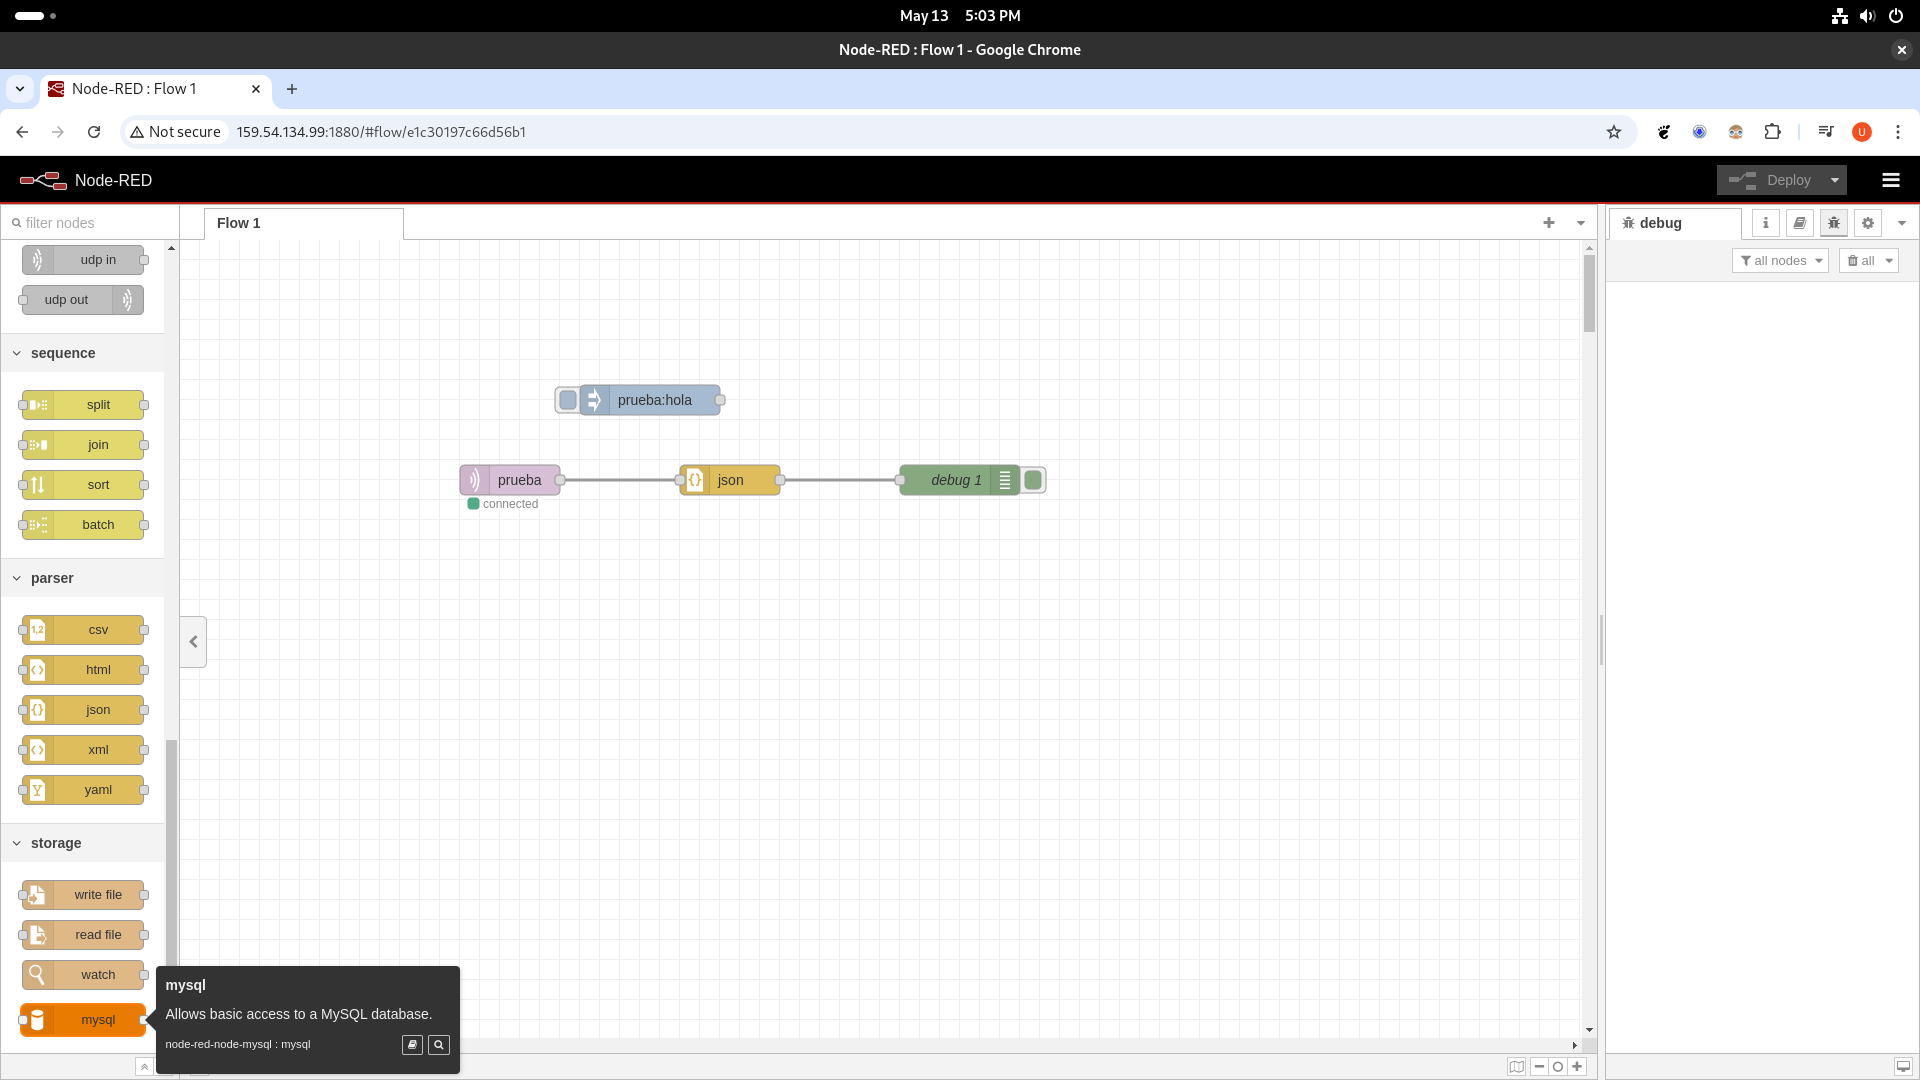 May 13 5:03 PM
Node-RED : Flow 1 - Google Chrome
Node-RED : Flow 1
Not secure 159.54.134.99:1880/#flow/e1c30197c66d56b1
U
Node-RED
Deploy
filter nodes
Flow 1
debug
all nodes
all
udp in
udp out
sequence
split
join
sort
batch
parser
csv
html
json
xml
yaml
storage
write file
read file
watch
mysql
prueba:hola
prueba
connected
json
debug 1
mysql
Allows basic access to a MySQL database.
node-red-node-mysql : mysql